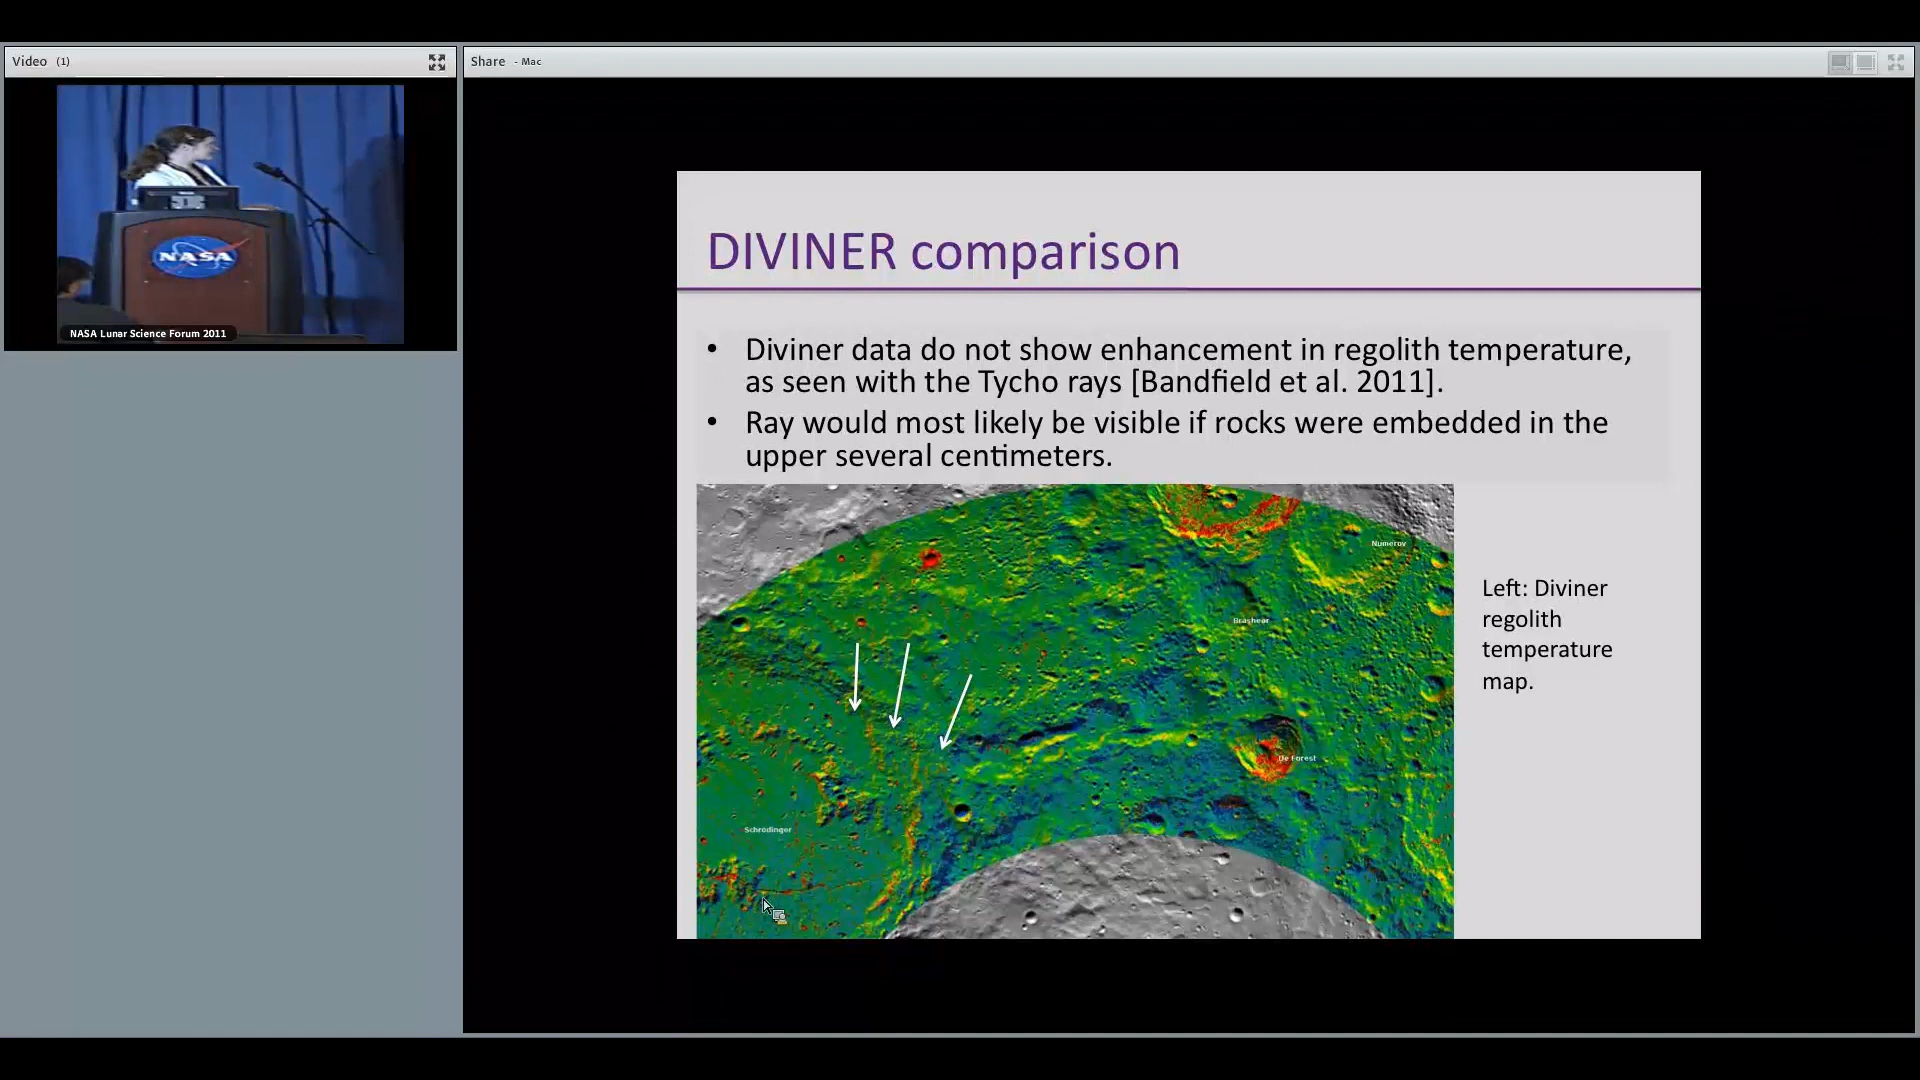 Video (1)
Share - Mac
NASA
NASA Lunar Science Forum 2011
DIVINER comparison
• Diviner data do not show enhancement in regolith temperature,
as seen with the Tycho rays [Bandfield et al. 2011].
• Ray would most likely be visible if rocks were embedded in the
upper several centimeters.
Numerov
Brashear
De Forest
Schrodinger
Left: Diviner
regolith
temperature
map.